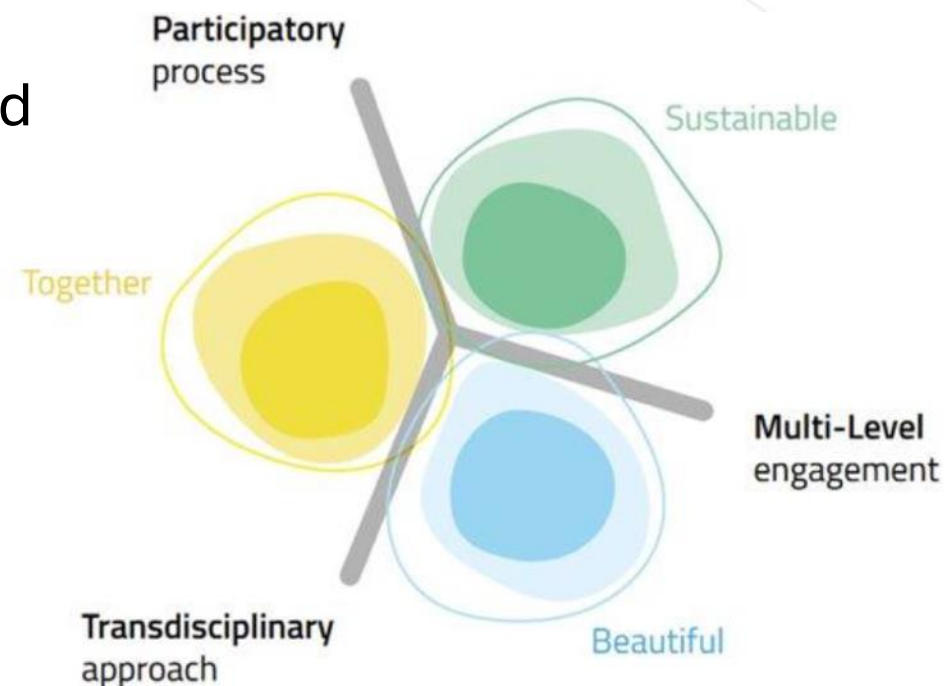 Participatory
process
d
Sustainable
Together
Multi-Level
engagement
Transdisciplinary
approach
Beautiful